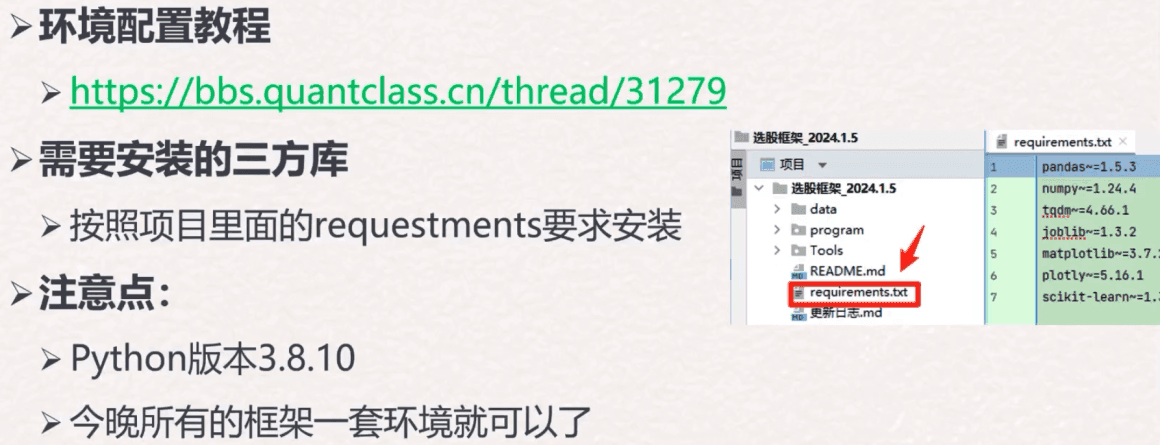 环境配置教程
https://bbs.quantclass.cn/thread/31279
需要安装的三方库
按照项目里面的requestments要求安装
注意点：
Python版本3.8.10
今晚所有的框架一套环境就可以了
选股框架_2024.1.5
项目
项目
选股框架_2024.1.5
data
program
Tools
README.md
requirements.txt
更新日志.md
requirements.txt
1 pandas~=1.5.3
2 numpy~=1.24.4
3 tqdm~=4.66.1
4 joblib~=1.3.2
5 matplotlib~=3.7.
6 plotly~=5.16.1
7 scikit-learn~=1.